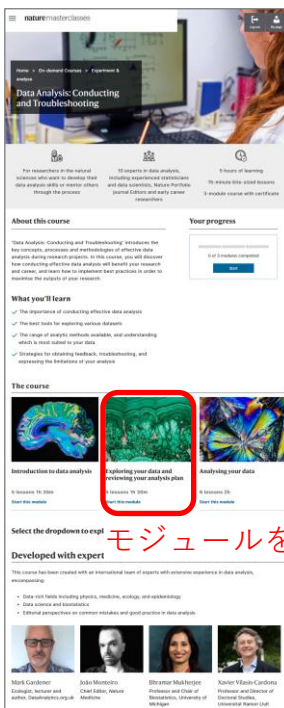 nature masterclasses
Home > On-demand Courses > Experiment &
analyse
Data Analysis: Conducting
and Troubleshooting
For researchers in the natural
sciences who want to develop their
data analysis skills or mentor others
through the process
15 experts in data analysis,
including experienced statisticians
and data scientists, Nature Portfolio
journal Editors and early career
researchers
5 hours of learning
15-minute bite-sized lessons
3-module course with certificate
About this course
'Data Analysis: Conducting and Troubleshooting' introduces the
key concepts, processes and methodologies of effective data
analysis during research projects. In this course, you will discover
how conducting effective data analysis will benefit your research
and career, and learn how to implement best practices in order to
maximise the outputs of your research.
Your progress
0 of 3 modules completed
Start
What you'll learn
The importance of conducting effective data analysis
The best tools for exploring various datasets
The range of analytic methods available, and understanding
which is most suited to your data
Strategies for obtaining feedback, troubleshooting, and
expressing the limitations of your analysis
The course
Introduction to data analysis
6 lessons 1h 30m
Start this module
Exploring your data and
reviewing your analysis plan
6 lessons 1h 30m
Start this module
Analysing your data
8 lessons 2h
Start this module
Select the dropdown to expl
モジュールを
Developed with expert
This course has been created with an international team of experts with extensive experience in data analysis,
encompassing:
Data-rich fields including physics, medicine, ecology, and epidemiology
Data science and biostatistics
Editorial perspectives on common mistakes and good practice in data analysis
Mark Gardener
Ecologist, lecturer and
author, DataAnalytics.org.uk
João Monteiro
Chief Editor, Nature
Medicine
Bhramar Mukherjee
Professor and Chair of
Biostatistics, University of
Michigan
Xavier Vilasís-Cardona
Professor and Director of
Doctoral Studies,
Universitat Ramon Llull